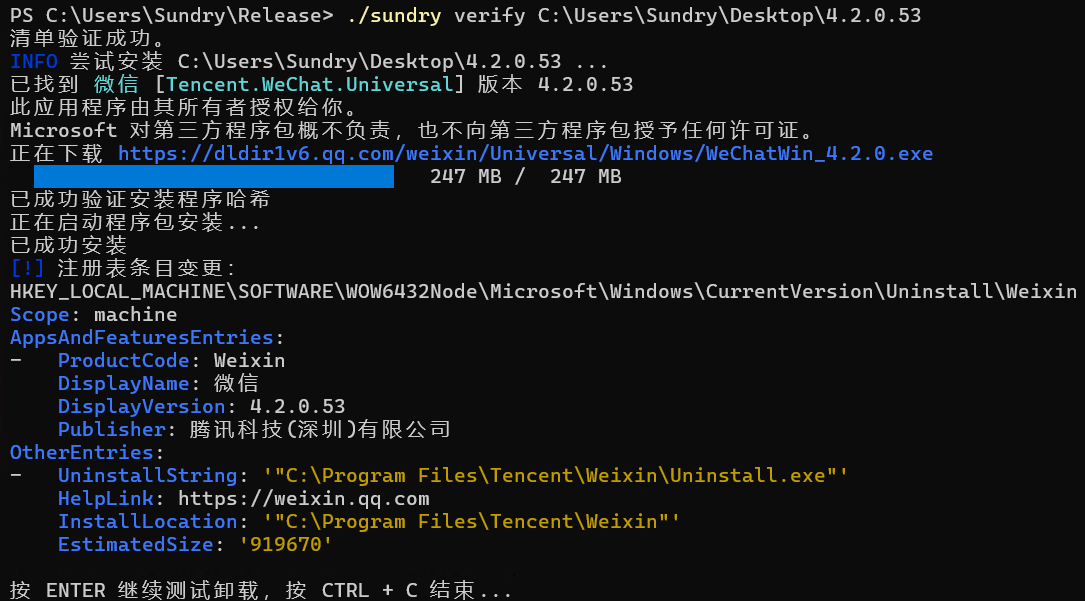 PS C:\Users\Sundry\Release> ./sundry verify C:\Users\Sundry\Desktop\4.2.0.53
清单验证成功。
INFO 尝试安装 C:\Users\Sundry\Desktop\4.2.0.53 ...
已找到 微信 [Tencent.WeChat.Universal] 版本 4.2.0.53
此应用程序由其所有者授权给你。
Microsoft 对第三方程序包概不负责，也不向第三方程序包授予任何许可证。
正在下载 https://dldir1v6.qq.com/weixin/Universal/Windows/WeChatWin_4.2.0.exe
247 MB /  247 MB
已成功验证安装程序哈希
正在启动程序包安装...
已成功安装
[!] 注册表条目变更：
HKEY_LOCAL_MACHINE\SOFTWARE\WOW6432Node\Microsoft\Windows\CurrentVersion\Uninstall\Weixin
Scope: machine
AppsAndFeaturesEntries:
-   ProductCode: Weixin
    DisplayName: 微信
    DisplayVersion: 4.2.0.53
    Publisher: 腾讯科技(深圳)有限公司
OtherEntries:
-   UninstallString: '"C:\Program Files\Tencent\Weixin\Uninstall.exe"'
    HelpLink: https://weixin.qq.com
    InstallLocation: '"C:\Program Files\Tencent\Weixin"'
    EstimatedSize: '919670'
按 ENTER 继续测试卸载，按 CTRL + C 结束...